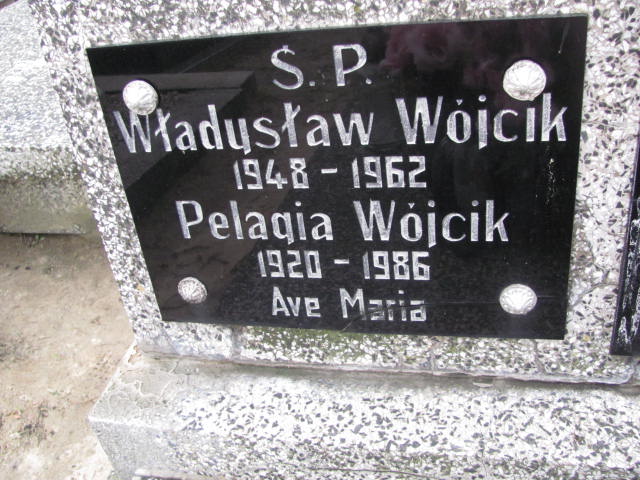 Ś. P.
Władysław Wójcik
1948 - 1962
Pelagia Wójcik
1920 - 1986
Ave Maria